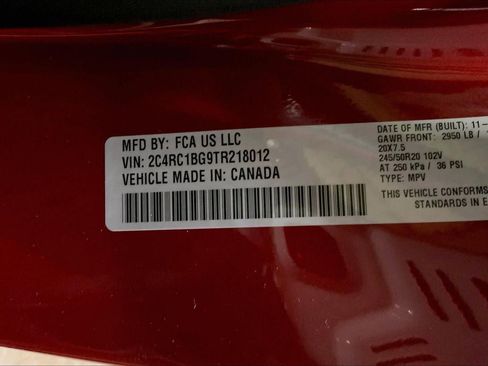 MFD BY: FCA US LLC
VIN: 2C4RC1BG9TR218012
VEHICLE MADE IN: CANADA
DATE OF MFR (BUILT): 11-
GAWR FRONT: 2950 LB /
20X7.5
245/50R20 102V
AT 250 kPa / 36 PSI
TYPE: MPV
THIS VEHICLE CONFORMS
STANDARDS IN E